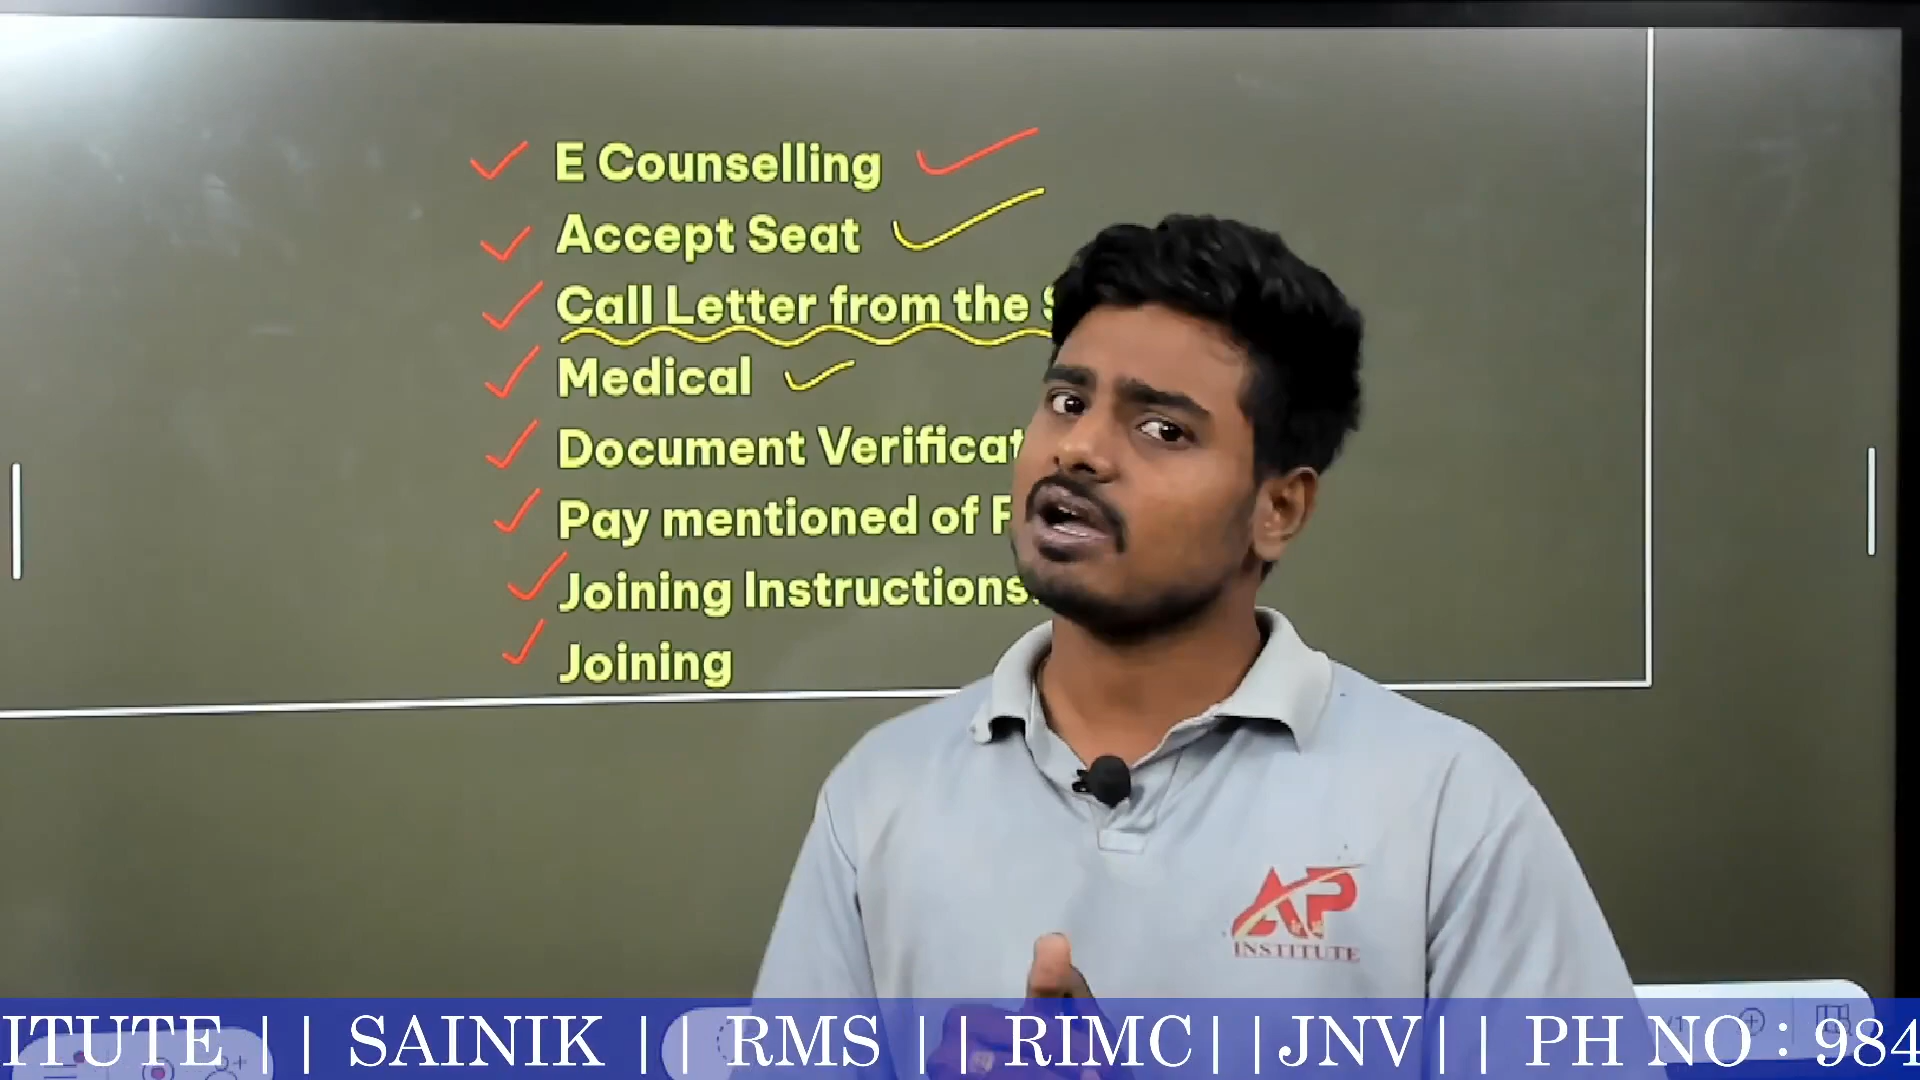 E Counselling
Accept Seat
Call Letter from the
Medical
Document Verificat
Pay mentioned of F
Joining Instructions
Joining
AP
INSTITUTE
ITUTE || SAINIK || RMS || RIMC||JNV|| PH NO : 984